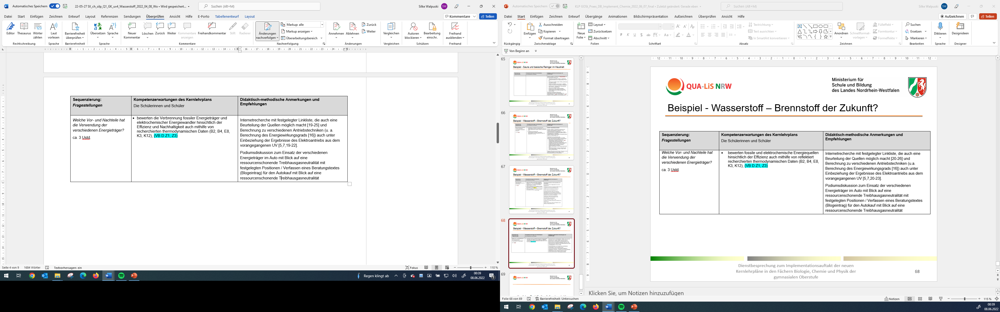 Automatisches Speichern
22-05-27 SII_ch_silp_Q1_GK_uv4_Wasserstoff_2022_04_08_Wo • Wird gespeichert...
Suchen (Alt+M)
Silke Walpuski SW
Datei Start Einfügen Zeichnen Entwurf Layout Referenzen Sendungen Überprüfen Ansicht Hilfe E-Porto Tabellenentwurf Layout
Kommentare Teilen
Editor Thesaurus Wörter zählen
Laut vorlesen
Barrierefreiheit überprüfen
Übersetzen Sprache
Neuer Kommentar Löschen Zurück Weiter Kommentare anzeigen Freihandkommentar Stift Radierer
Änderungen nachverfolgen
Markup: alle
Markup anzeigen
Überarbeitungsbereich
Annehmen Ablehnen
Zurück
Weiter
Vergleichen
Autoren blockieren Bearbeitung einschr.
Freihand ausblenden
Rechtschreibung Sprache Barrierefreiheit Sprache Kommentare Nachverfolgung Änderungen Vergleichen Schützen Freihand
Sequenzierung:
Fragestellungen
Kompetenzerwartungen des Kernlehrplans
Die Schülerinnen und Schüler
Didaktisch-methodische Anmerkungen und
Empfehlungen
Welche Vor- und Nachteile hat
die Verwendung der
verschiedenen Energieträger?
ca. 3 Ustd.
• bewerten die Verbrennung fossiler Energieträger und
elektrochemischer Energiewandler hinsichtlich der
Effizienz und Nachhaltigkeit auch mithilfe von
recherchierten thermodynamischen Daten (B2, B4, E8,
K3, K12), (VB D Z1, Z3)
Internetrecherche mit festgelegter Linkliste, die auch eine
Beurteilung der Quellen möglich macht [19-25] und
Berechnung zu verschiedenen Antriebstechniken (u. a.
Berechnung des Energiewirkungsgrads [16]) auch unter
Einbeziehung der Ergebnisse des Elektroantriebs aus dem
vorangegangenen UV [5,7,19-22].
Podiumsdiskussion zum Einsatz der verschiedenen
Energieträger im Auto mit Blick auf eine
ressourcenschonende Treibhausgasneutralität mit
festgelegten Positionen / Verfassen eines Beratungstextes
(Blogeintrag) für den Autokauf mit Blick auf eine
ressourcenschonende Treibhausgasneutralität
Seite 4 von 9 1684 Wörter Textvorhersagen: ein
Fokus 110 %
Regen klingt ab
00:39
08.06.2022
5
Automatisches Speichern
KLP GOSt_Praes_DB_Implement_Chemie_2022_06_07_final • Zuletzt geändert: Gerade eben
Suchen (Alt+M)
Silke Walpuski SW
Datei Start Einfügen Zeichnen Entwurf Übergänge Animationen Bildschirmpräsentation Aufzeichnen Überprüfen Ansicht Hilfe
Aufzeichnen Teilen
Einfügen
Ausschneiden
Kopieren
Format übertragen
Neue Folie
Layout
Zurücksetzen
Abschnitt
F K U S ab AV Aa A
Textrichtung
Text ausrichten
In SmartArt konvertieren
Anordnen Schnellformat-vorlagen
Fülleffekt
Formkontur
Formeffekte
Suchen
Ersetzen
Markieren
Diktieren
Designideen
Rückgängig Zwischenablage Folien Schriftart Absatz Zeichnen Bearbeiten Sprache Designer
Von Beginn an
65
Beispiel - Saure und basische Reiniger im Haushalt
66
Beispiel - Wasserstoff – Brennstoff der Zukunft?
67
Beispiel - Wasserstoff – Brennstoff der Zukunft?
68
Beispiel - Wasserstoff – Brennstoff der Zukunft?
69
QUA-LiS NRW
Ministerium für
Schule und Bildung
des Landes Nordrhein-Westfalen
Beispiel - Wasserstoff – Brennstoff der Zukunft?
Sequenzierung:
Fragestellungen
Kompetenzerwartungen des Kernlehrplans
Die Schülerinnen und Schüler
Didaktisch-methodische Anmerkungen und
Empfehlungen
Welche Vor- und Nachteile hat
die Verwendung der
verschiedenen Energieträger?
ca. 3 Ustd.
• bewerten fossile und elektrochemische Energiequellen
hinsichtlich der Effizienz auch mithilfe von reflektiert
recherchierten thermodynamischen Daten (B2, B4, E8,
K3, K12), (VB D Z1, Z3)
Internetrecherche mit festgelegter Linkliste, die auch eine
Beurteilung der Quellen möglich macht [20-26] und
Berechnung zu verschiedenen Antriebstechniken (u.a.
Berechnung des Energiewirkungsgrads [16]) auch unter
Einbeziehung der Ergebnisse des Elektroantriebs aus dem
vorangegangenen UV [5,7,20-23].
Podiumsdiskussion zum Einsatz der verschiedenen
Energieträger im Auto mit Blick auf eine
ressourcenschonende Treibhausgasneutralität mit
festgelegten Positionen / Verfassen eines Beratungstextes
(Blogeintrag) für den Autokauf mit Blick auf eine
ressourcenschonende Treibhausgasneutralität
Dienstbesprechung zum Implementationsauftakt der neuen
Kernlehrpläne in den Fächern Biologie, Chemie und Physik der
gymnasialen Oberstufe
68
Klicken Sie, um Notizen hinzuzufügen
Folie 68 von 69 Barrierefreiheit: Untersuchen
Notizen 115 %
00:39
08.06.2022